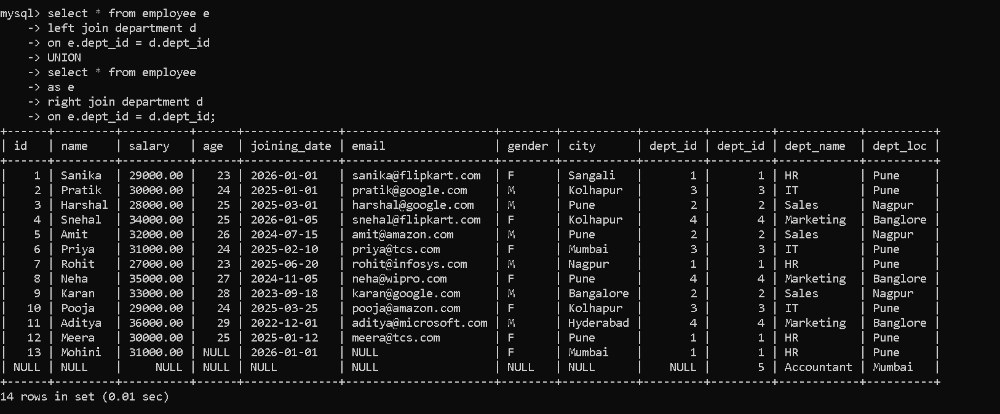 mysql> select * from employee e
    -> left join department d
    -> on e.dept_id = d.dept_id
    -> UNION
    -> select * from employee
    -> as e
    -> right join department d
    -> on e.dept_id = d.dept_id;
+------+---------+----------+------+--------------+----------------------+--------+-----------+---------+---------+------------+----------+
| id   | name    | salary   | age  | joining_date | email                | gender | city      | dept_id | dept_id | dept_name  | dept_loc |
+------+---------+----------+------+--------------+----------------------+--------+-----------+---------+---------+------------+----------+
|    1 | Sanika  | 29000.00 |   23 | 2026-01-01   | sanika@flipkart.com  | F      | Sangali   |       1 |       1 | HR         | Pune     |
|    2 | Pratik  | 30000.00 |   24 | 2025-01-01   | pratik@google.com    | M      | Kolhapur  |       3 |       3 | IT         | Pune     |
|    3 | Harshal | 28000.00 |   25 | 2025-03-01   | harshal@google.com   | M      | Pune      |       2 |       2 | Sales      | Nagpur   |
|    4 | Snehal  | 34000.00 |   25 | 2026-01-05   | snehal@flipkart.com  | F      | Kolhapur  |       4 |       4 | Marketing  | Banglore |
|    5 | Amit    | 32000.00 |   26 | 2024-07-15   | amit@amazon.com      | M      | Pune      |       2 |       2 | Sales      | Nagpur   |
|    6 | Priya   | 31000.00 |   24 | 2025-02-10   | priya@tcs.com        | F      | Mumbai    |       3 |       3 | IT         | Pune     |
|    7 | Rohit   | 27000.00 |   23 | 2025-06-20   | rohit@infosys.com    | M      | Nagpur    |       1 |       1 | HR         | Pune     |
|    8 | Neha    | 35000.00 |   27 | 2024-11-05   | neha@wipro.com       | F      | Pune      |       4 |       4 | Marketing  | Banglore |
|    9 | Karan   | 33000.00 |   28 | 2023-09-18   | karan@google.com     | M      | Bangalore |       2 |       2 | Sales      | Nagpur   |
|   10 | Pooja   | 29000.00 |   24 | 2025-03-25   | pooja@amazon.com     | F      | Kolhapur  |       3 |       3 | IT         | Pune     |
|   11 | Aditya  | 36000.00 |   29 | 2022-12-01   | aditya@microsoft.com | M      | Hyderabad |       4 |       4 | Marketing  | Banglore |
|   12 | Meera   | 30000.00 |   25 | 2025-01-12   | meera@tcs.com        | F      | Pune      |       1 |       1 | HR         | Pune     |
|   13 | Mohini  | 31000.00 | NULL | 2026-01-01   | NULL                 | F      | Mumbai    |       1 |       1 | HR         | Pune     |
| NULL | NULL    |     NULL | NULL | NULL         | NULL                 | NULL   | NULL      |    NULL |       5 | Accountant | Mumbai   |
+------+---------+----------+------+--------------+----------------------+--------+-----------+---------+---------+------------+----------+
14 rows in set (0.01 sec)